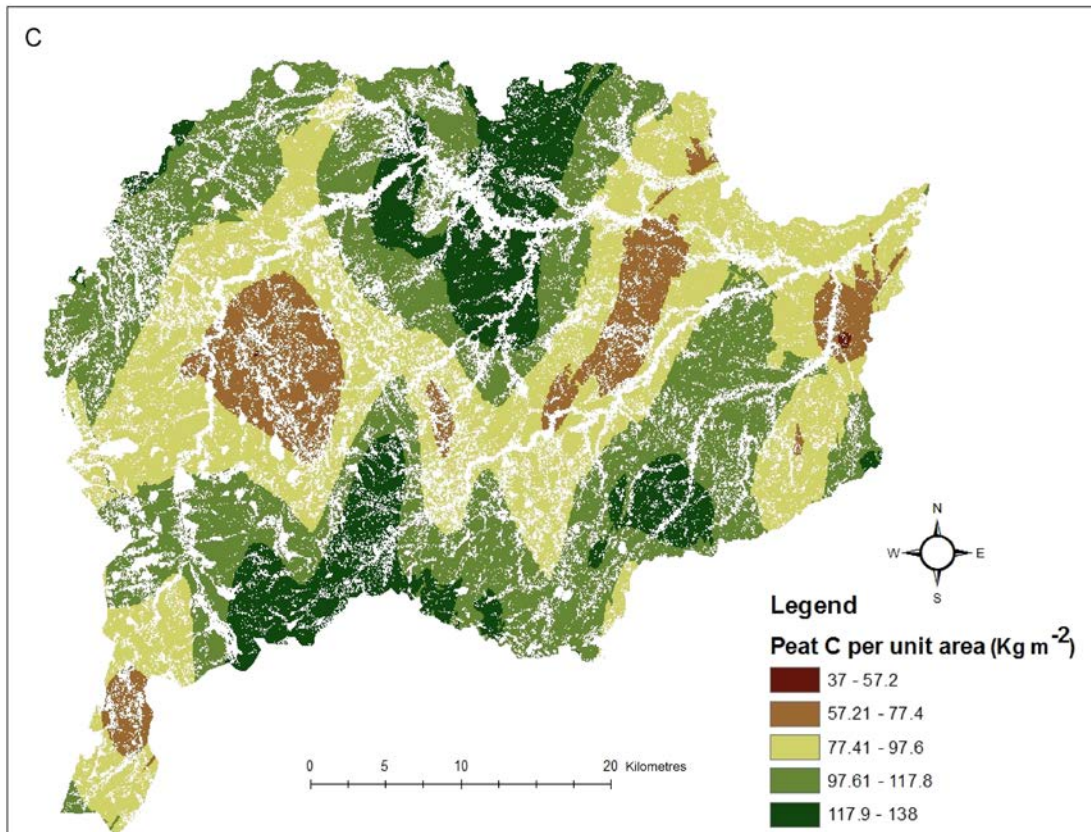 C
N
W E
S
Legend
Peat C per unit area (Kg m⁻²)
37 - 57.2
57.21 - 77.4
77.41 - 97.6
97.61 - 117.8
117.9 - 138
0 5 10 20 Kilometres